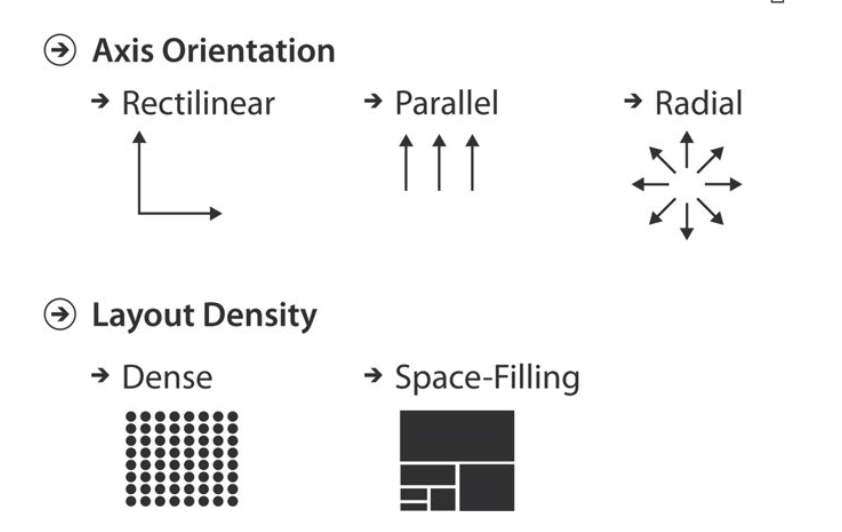 Axis Orientation
Rectilinear
Parallel
Radial
Layout Density
Dense
Space-Filling